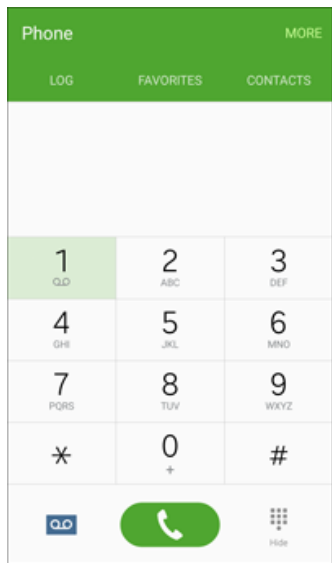 Phone MORE
LOG FAVORITES CONTACTS
1 2 3
ABC DEF
4 5 6
GHI JKL MNO
7 8 9
PQRS TUV WXYZ
* 0 #
+
Hide